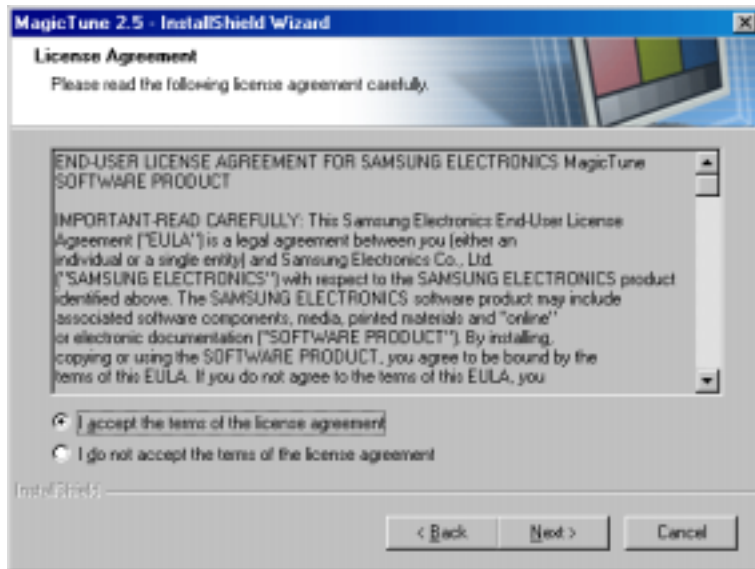 MagicTune 2.5 - InstallShield Wizard
License Agreement
Please read the following license agreement carefully.
END-USER LICENSE AGREEMENT FOR SAMSUNG ELECTRONICS MagicTune
SOFTWARE PRODUCT
IMPORTANT-READ CAREFULLY: This Samsung Electronics End-User License
Agreement ("EULA") is a legal agreement between you (either an
individual or a single entity) and Samsung Electronics Co., Ltd.
("SAMSUNG ELECTRONICS") with respect to the SAMSUNG ELECTRONICS product
identified above. The SAMSUNG ELECTRONICS software product may include
associated software components, media, printed materials and "online"
or electronic documentation ("SOFTWARE PRODUCT"). By installing,
copying or using the SOFTWARE PRODUCT, you agree to be bound by the
terms of this EULA. If you do not agree to the terms of this EULA, you
I accept the terms of the license agreement
I do not accept the terms of the license agreement
InstallShield
< Back
Next >
Cancel